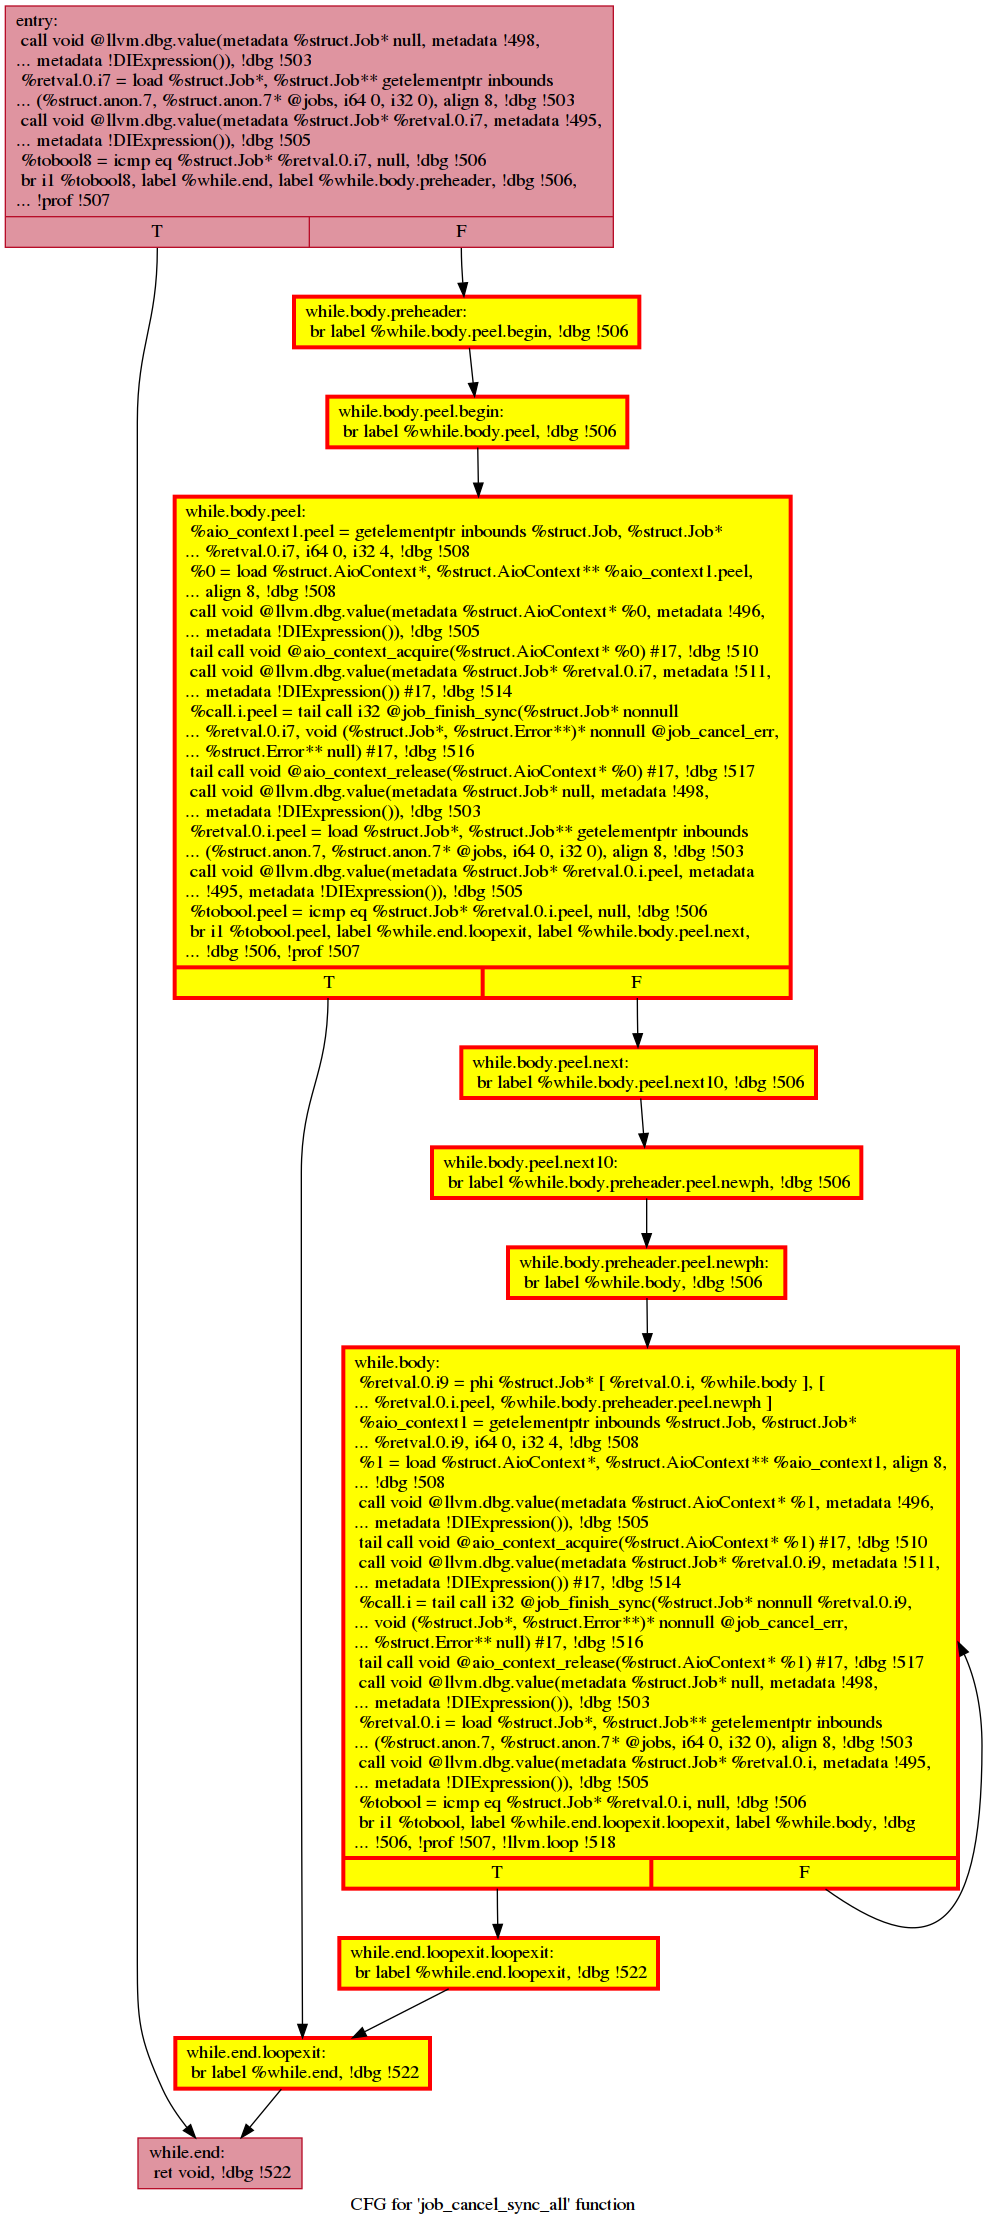 entry:
call void @llvm.dbg.value(metadata %struct.Job* null, metadata !498,
... metadata !DIExpression()), !dbg !503
%retval.0.i7 = load %struct.Job*, %struct.Job** getelementptr inbounds
... (%struct.anon.7, %struct.anon.7* @jobs, i64 0, i32 0), align 8, !dbg !503
call void @llvm.dbg.value(metadata %struct.Job* %retval.0.i7, metadata !495,
... metadata !DIExpression()), !dbg !505
%tobool8 = icmp eq %struct.Job* %retval.0.i7, null, !dbg !506
br i1 %tobool8, label %while.end, label %while.body.preheader, !dbg !506,
... !prof !507
T F
while.body.preheader:
br label %while.body.peel.begin, !dbg !506
while.body.peel.begin:
br label %while.body.peel, !dbg !506
while.body.peel:
%aio_context1.peel = getelementptr inbounds %struct.Job, %struct.Job*
... %retval.0.i7, i64 0, i32 4, !dbg !508
%0 = load %struct.AioContext*, %struct.AioContext** %aio_context1.peel,
... align 8, !dbg !508
call void @llvm.dbg.value(metadata %struct.AioContext* %0, metadata !496,
... metadata !DIExpression()), !dbg !505
tail call void @aio_context_acquire(%struct.AioContext* %0) #17, !dbg !510
call void @llvm.dbg.value(metadata %struct.Job* %retval.0.i7, metadata !511,
... metadata !DIExpression()) #17, !dbg !514
%call.i.peel = tail call i32 @job_finish_sync(%struct.Job* nonnull
... %retval.0.i7, void (%struct.Job*, %struct.Error**)* nonnull @job_cancel_err,
... %struct.Error** null) #17, !dbg !516
tail call void @aio_context_release(%struct.AioContext* %0) #17, !dbg !517
call void @llvm.dbg.value(metadata %struct.Job* null, metadata !498,
... metadata !DIExpression()), !dbg !503
%retval.0.i.peel = load %struct.Job*, %struct.Job** getelementptr inbounds
... (%struct.anon.7, %struct.anon.7* @jobs, i64 0, i32 0), align 8, !dbg !503
call void @llvm.dbg.value(metadata %struct.Job* %retval.0.i.peel, metadata
... !495, metadata !DIExpression()), !dbg !505
%tobool.peel = icmp eq %struct.Job* %retval.0.i.peel, null, !dbg !506
br i1 %tobool.peel, label %while.end.loopexit, label %while.body.peel.next,
... !dbg !506, !prof !507
T F
while.body.peel.next:
br label %while.body.peel.next10, !dbg !506
while.body.peel.next10:
br label %while.body.preheader.peel.newph, !dbg !506
while.body.preheader.peel.newph:
br label %while.body, !dbg !506
while.body:
%retval.0.i9 = phi %struct.Job* [ %retval.0.i, %while.body ], [
... %retval.0.i.peel, %while.body.preheader.peel.newph ]
%aio_context1 = getelementptr inbounds %struct.Job, %struct.Job*
... %retval.0.i9, i64 0, i32 4, !dbg !508
%1 = load %struct.AioContext*, %struct.AioContext** %aio_context1, align 8,
... !dbg !508
call void @llvm.dbg.value(metadata %struct.AioContext* %1, metadata !496,
... metadata !DIExpression()), !dbg !505
tail call void @aio_context_acquire(%struct.AioContext* %1) #17, !dbg !510
call void @llvm.dbg.value(metadata %struct.Job* %retval.0.i9, metadata !511,
... metadata !DIExpression()) #17, !dbg !514
%call.i = tail call i32 @job_finish_sync(%struct.Job* nonnull %retval.0.i9,
... void (%struct.Job*, %struct.Error**)* nonnull @job_cancel_err,
... %struct.Error** null) #17, !dbg !516
tail call void @aio_context_release(%struct.AioContext* %1) #17, !dbg !517
call void @llvm.dbg.value(metadata %struct.Job* null, metadata !498,
... metadata !DIExpression()), !dbg !503
%retval.0.i = load %struct.Job*, %struct.Job** getelementptr inbounds
... (%struct.anon.7, %struct.anon.7* @jobs, i64 0, i32 0), align 8, !dbg !503
call void @llvm.dbg.value(metadata %struct.Job* %retval.0.i, metadata !495,
... metadata !DIExpression()), !dbg !505
%tobool = icmp eq %struct.Job* %retval.0.i, null, !dbg !506
br i1 %tobool, label %while.end.loopexit.loopexit, label %while.body, !dbg
... !506, !prof !507, !llvm.loop !518
T F
while.end.loopexit.loopexit:
br label %while.end.loopexit, !dbg !522
while.end.loopexit:
br label %while.end, !dbg !522
while.end:
ret void, !dbg !522
CFG for 'job_cancel_sync_all' function